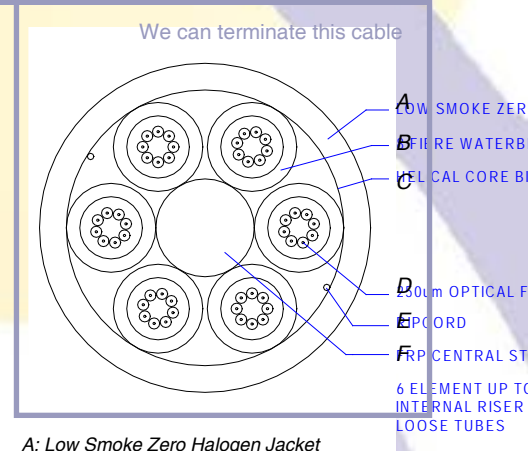 We can terminate this cable
A
LOW SMOKE ZER
B
FIBRE WATERB
C
HELICAL CORE B
D
250um OPTICAL F
E
RIPCORD
F
FRP CENTRAL ST
6 ELEMENT UP TO
INTERNAL RISER
LOOSE TUBES
A: Low Smoke Zero Halogen Jacket